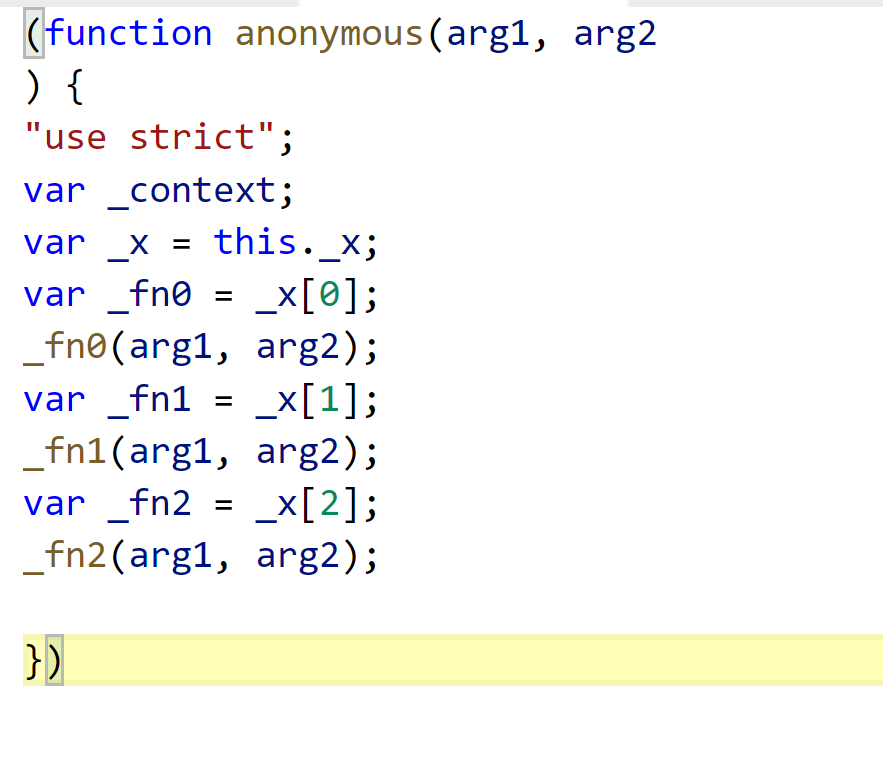 (function anonymous(arg1, arg2
) {
"use strict";
var _context;
var _x = this._x;
var _fn0 = _x[0];
_fn0(arg1, arg2);
var _fn1 = _x[1];
_fn1(arg1, arg2);
var _fn2 = _x[2];
_fn2(arg1, arg2);
})